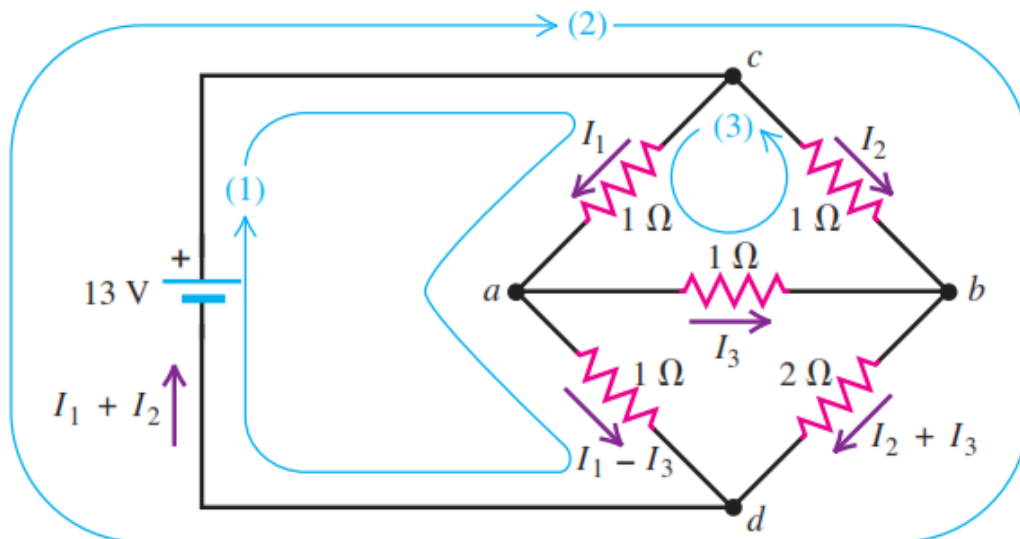 (2)
c
I₁
(3)
I₂
(1)
1 Ω
1 Ω
+
1 Ω
13 V
a
b
I₃
1 Ω
2 Ω
I₁ + I₂
I₁ − I₃
I₂ + I₃
d